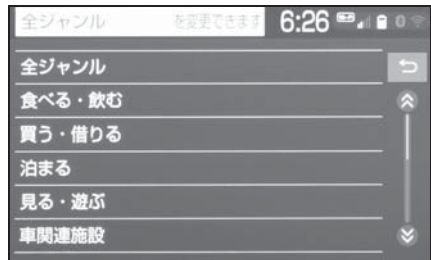 全ジャンル を変更できます 6:26
全ジャンル
食べる・飲む
買う・借りる
泊まる
見る・遊ぶ
車関連施設